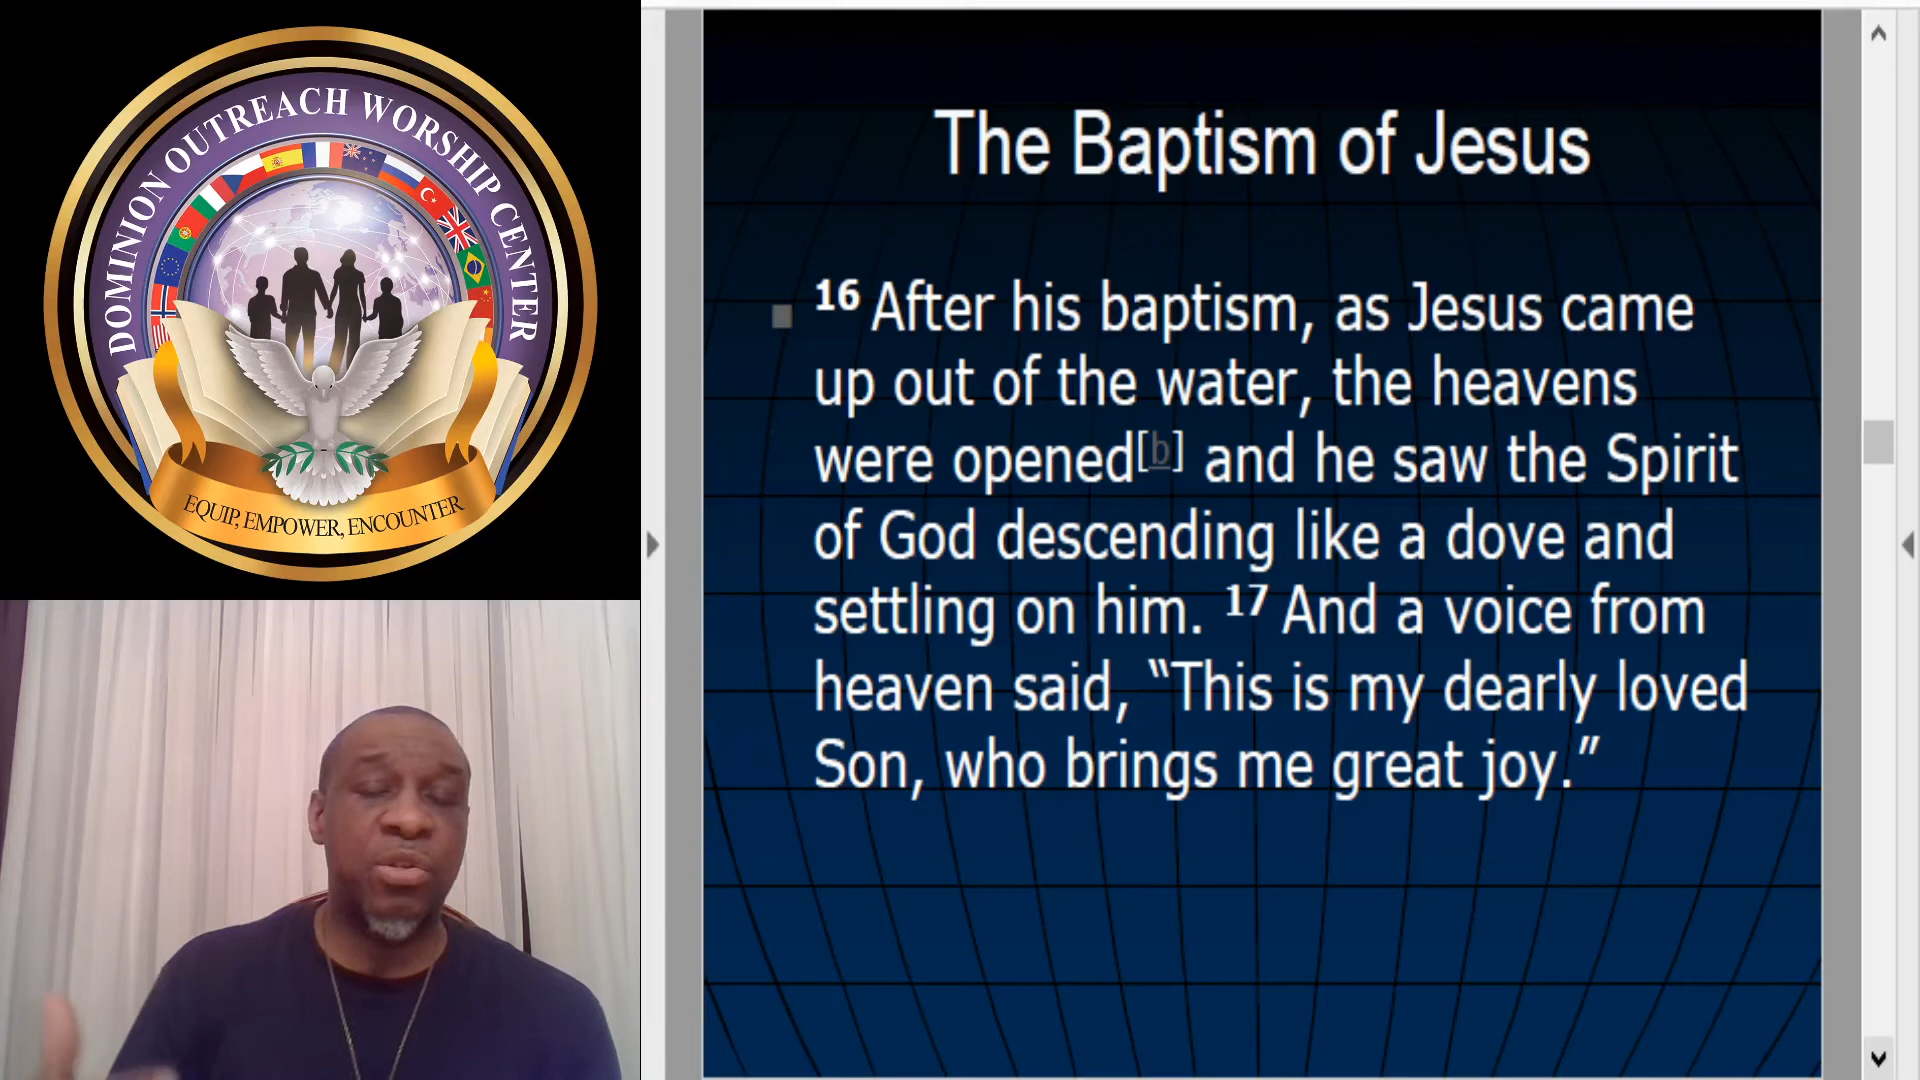 DOMINION OUTREACH WORSHIP CENTER
EQUIP, EMPOWER, ENCOUNTER
The Baptism of Jesus
16 After his baptism, as Jesus came
up out of the water, the heavens
were opened[b] and he saw the Spirit
of God descending like a dove and
settling on him. 17 And a voice from
heaven said, “This is my dearly loved
Son, who brings me great joy.”